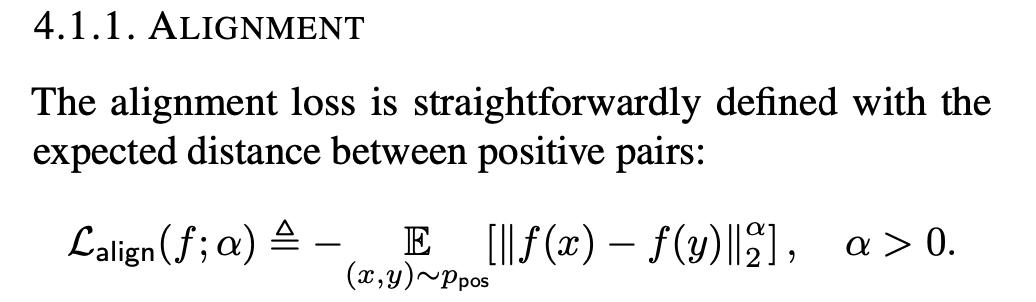 4.1.1. ALIGNMENT
The alignment loss is straightforwardly defined with the
expected distance between positive pairs:
ℒ_align(f; α) ≜ − 𝔼_{(x,y)∼p_pos} [‖f(x) − f(y)‖₂^α], α > 0.